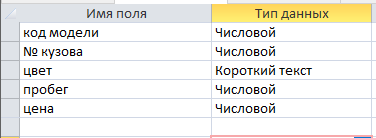 Имя поля Тип данных
код модели Числовой
№ кузова Числовой
цвет Короткий текст
пробег Числовой
цена Числовой